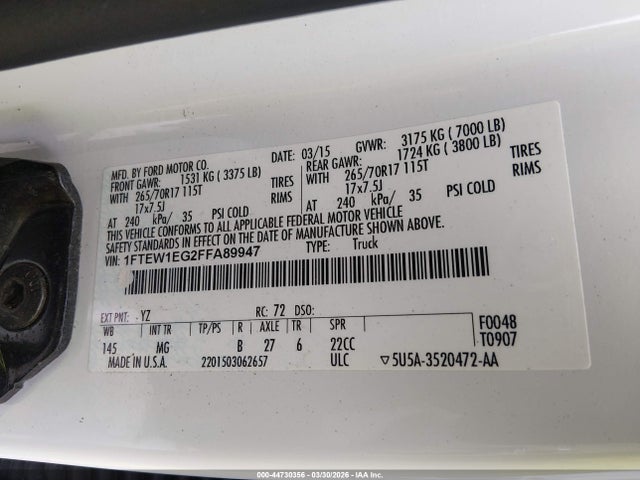 MFD. BY FORD MOTOR CO. DATE: 03/15 GVWR: 3175 KG ( 7000 LB)
FRONT GAWR: 1531 KG ( 3375 LB) REAR GAWR: 1724 KG ( 3800 LB)
WITH 265/70R17 115T TIRES WITH 265/70R17 115T TIRES
17x7.5J RIMS 17x7.5J RIMS
AT 240 kPa/ 35 PSI COLD AT 240 kPa/ 35 PSI COLD
THIS VEHICLE CONFORMS TO ALL APPLICABLE FEDERAL MOTOR VEHICLE
SAFETY STANDARDS IN EFFECT ON THE DATE OF MANUFACTURE SHOWN ABOVE.
VIN: 1FTEW1EG2FFA89947 TYPE: Truck
EXT PNT: YZ RC: 72 DSO: F0048
WB INT TR TP/PS R AXLE TR SPR T0907
145 MG B 27 6 22CC
MADE IN U.S.A. 2201503062657 ULC ▽5U5A-3520472-AA
000-44730356 - 03/30/2026 - IAA Inc.